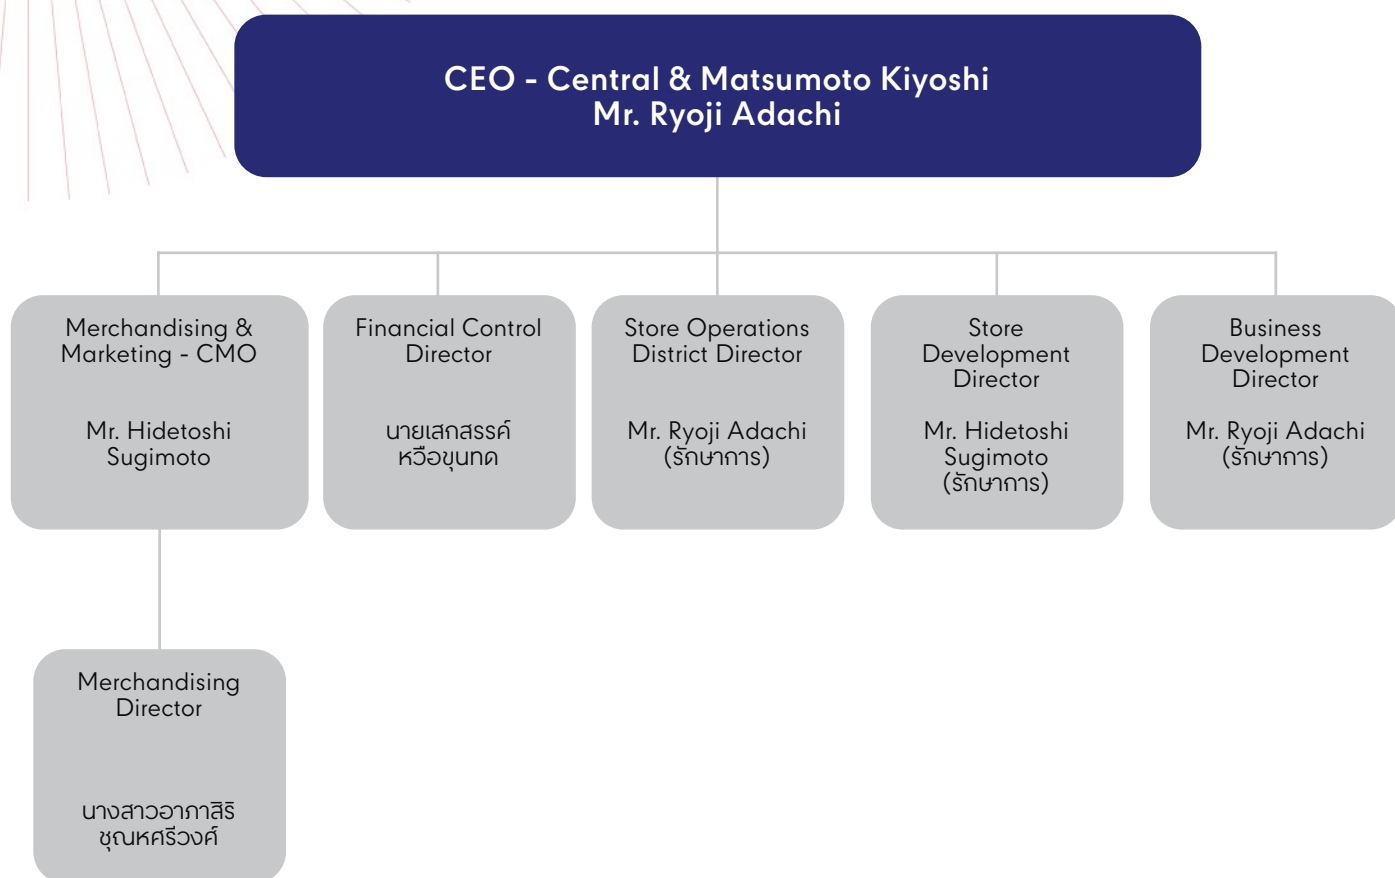 CEO - Central & Matsumoto Kiyoshi
Mr. Ryoji Adachi
Merchandising &
Marketing - CMO
Mr. Hidetoshi
Sugimoto
Financial Control
Director
นายเสกสรรค์
หวือขุนทด
Store Operations
District Director
Mr. Ryoji Adachi
(รักษาการ)
Store
Development
Director
Mr. Hidetoshi
Sugimoto
(รักษาการ)
Business
Development
Director
Mr. Ryoji Adachi
(รักษาการ)
Merchandising
Director
นางสาวอาภาสิริ
ชุณหศรีวงศ์